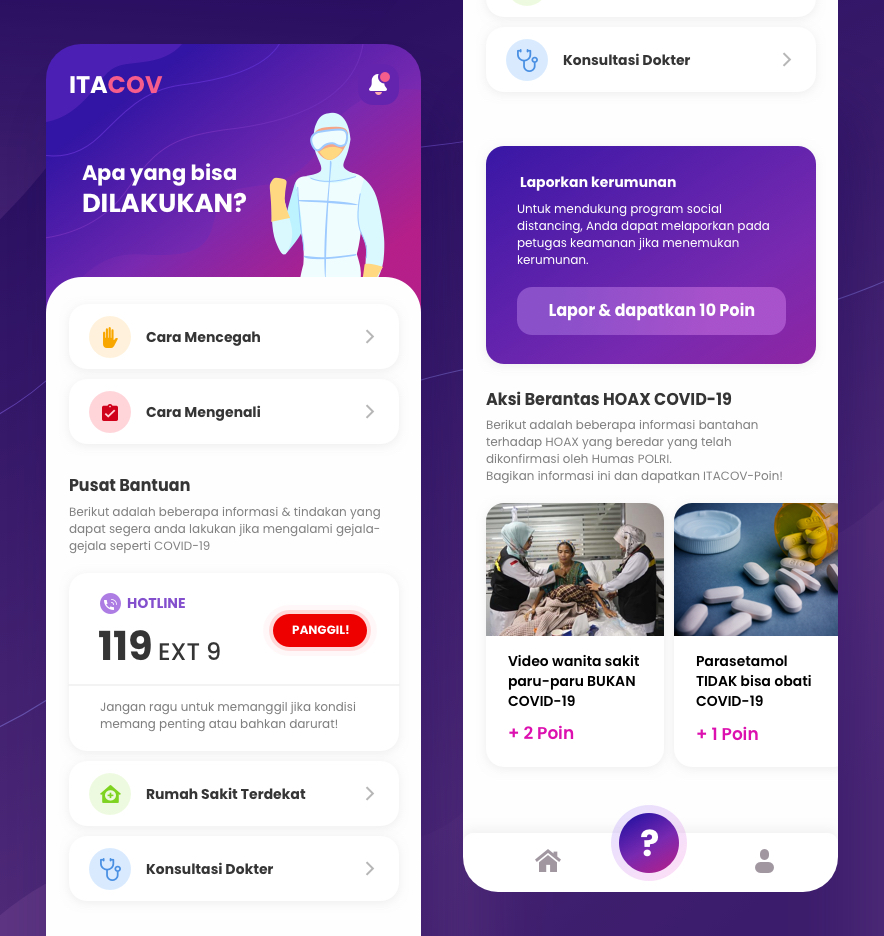 ITACOV
Apa yang bisa
DILAKUKAN?
Cara Mencegah
Cara Mengenali
Pusat Bantuan
Berikut adalah beberapa informasi & tindakan yang
dapat segera anda lakukan jika mengalami gejala-
gejala seperti COVID-19
HOTLINE
119 EXT 9
PANGGIL!
Jangan ragu untuk memanggil jika kondisi
memang penting atau bahkan darurat!
Rumah Sakit Terdekat
Konsultasi Dokter
Konsultasi Dokter
Laporkan kerumunan
Untuk mendukung program social
distancing, Anda dapat melaporkan pada
petugas keamanan jika menemukan
kerumunan.
Lapor & dapatkan 10 Poin
Aksi Berantas HOAX COVID-19
Berikut adalah beberapa informasi bantahan
terhadap HOAX yang beredar yang telah
dikonfirmasi oleh Humas POLRI.
Bagikan informasi ini dan dapatkan ITACOV-Poin!
Video wanita sakit
paru-paru BUKAN
COVID-19
+ 2 Poin
Parasetamol
TIDAK bisa obati
COVID-19
+ 1 Poin
?